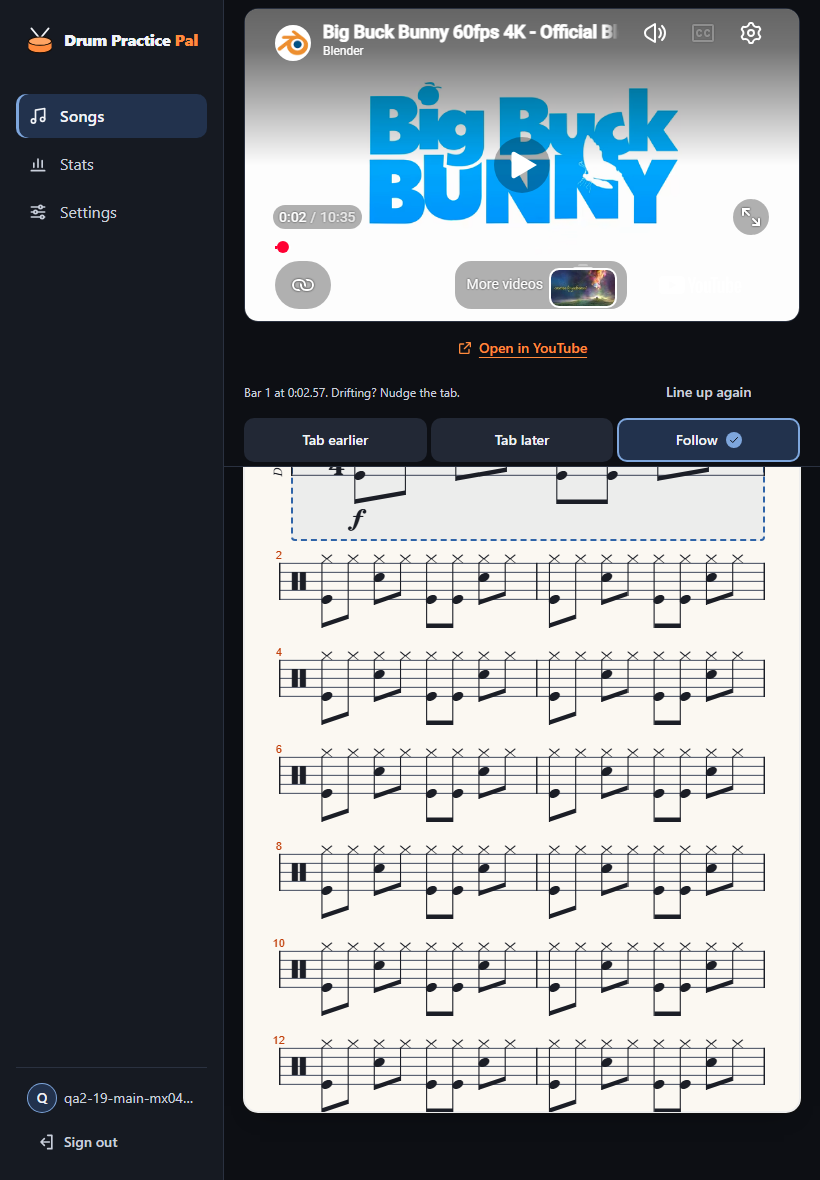 Drum Practice Pal
Songs
Stats
Settings
qa2-19-main-mx04...
Q
Sign out
Big Buck Bunny 60fps 4K - Official Bl
Blender
CC
Big Buck
BUNNY
0:02 / 10:35
More videos
Open in YouTube
Bar 1 at 0:02.57. Drifting? Nudge the tab.
Line up again
Tab earlier
Tab later
Follow
4
D
f
2
4
6
8
10
12